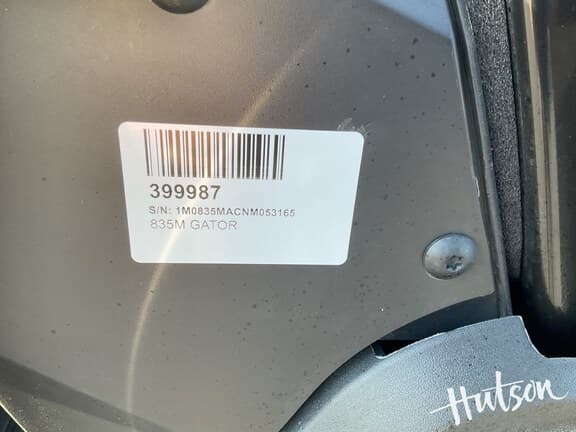 399987
S/N: 1M0835MACNM053165
835M GATOR
Hutson